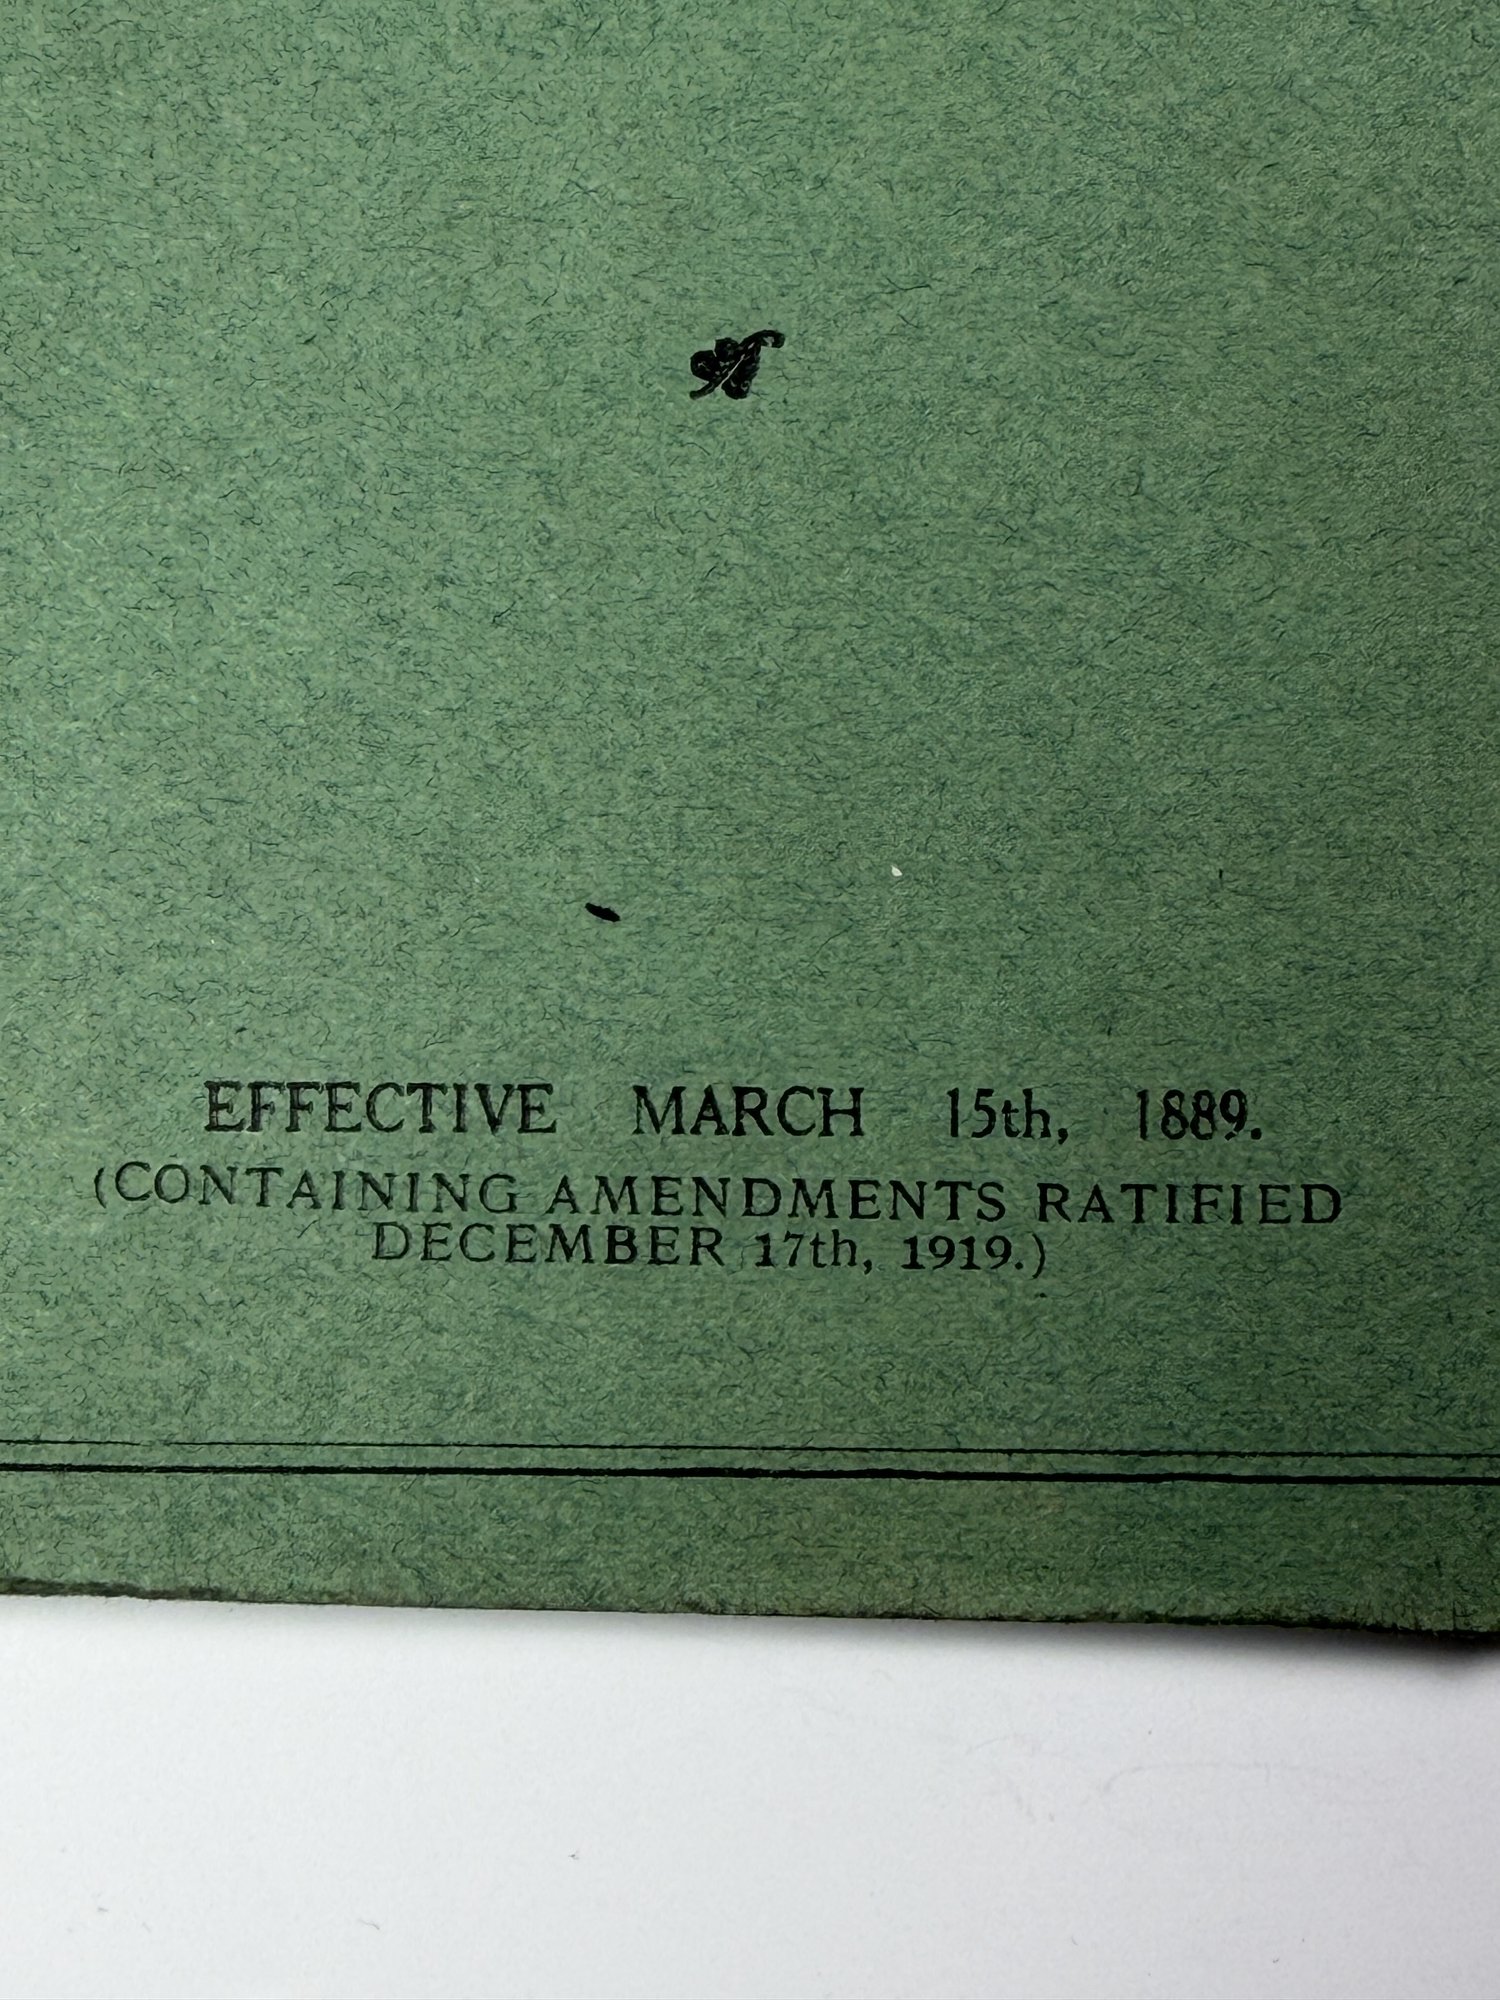 EFFECTIVE MARCH 15th, 1889.
(CONTAINING AMENDMENTS RATIFIED
DECEMBER 17th, 1919.)